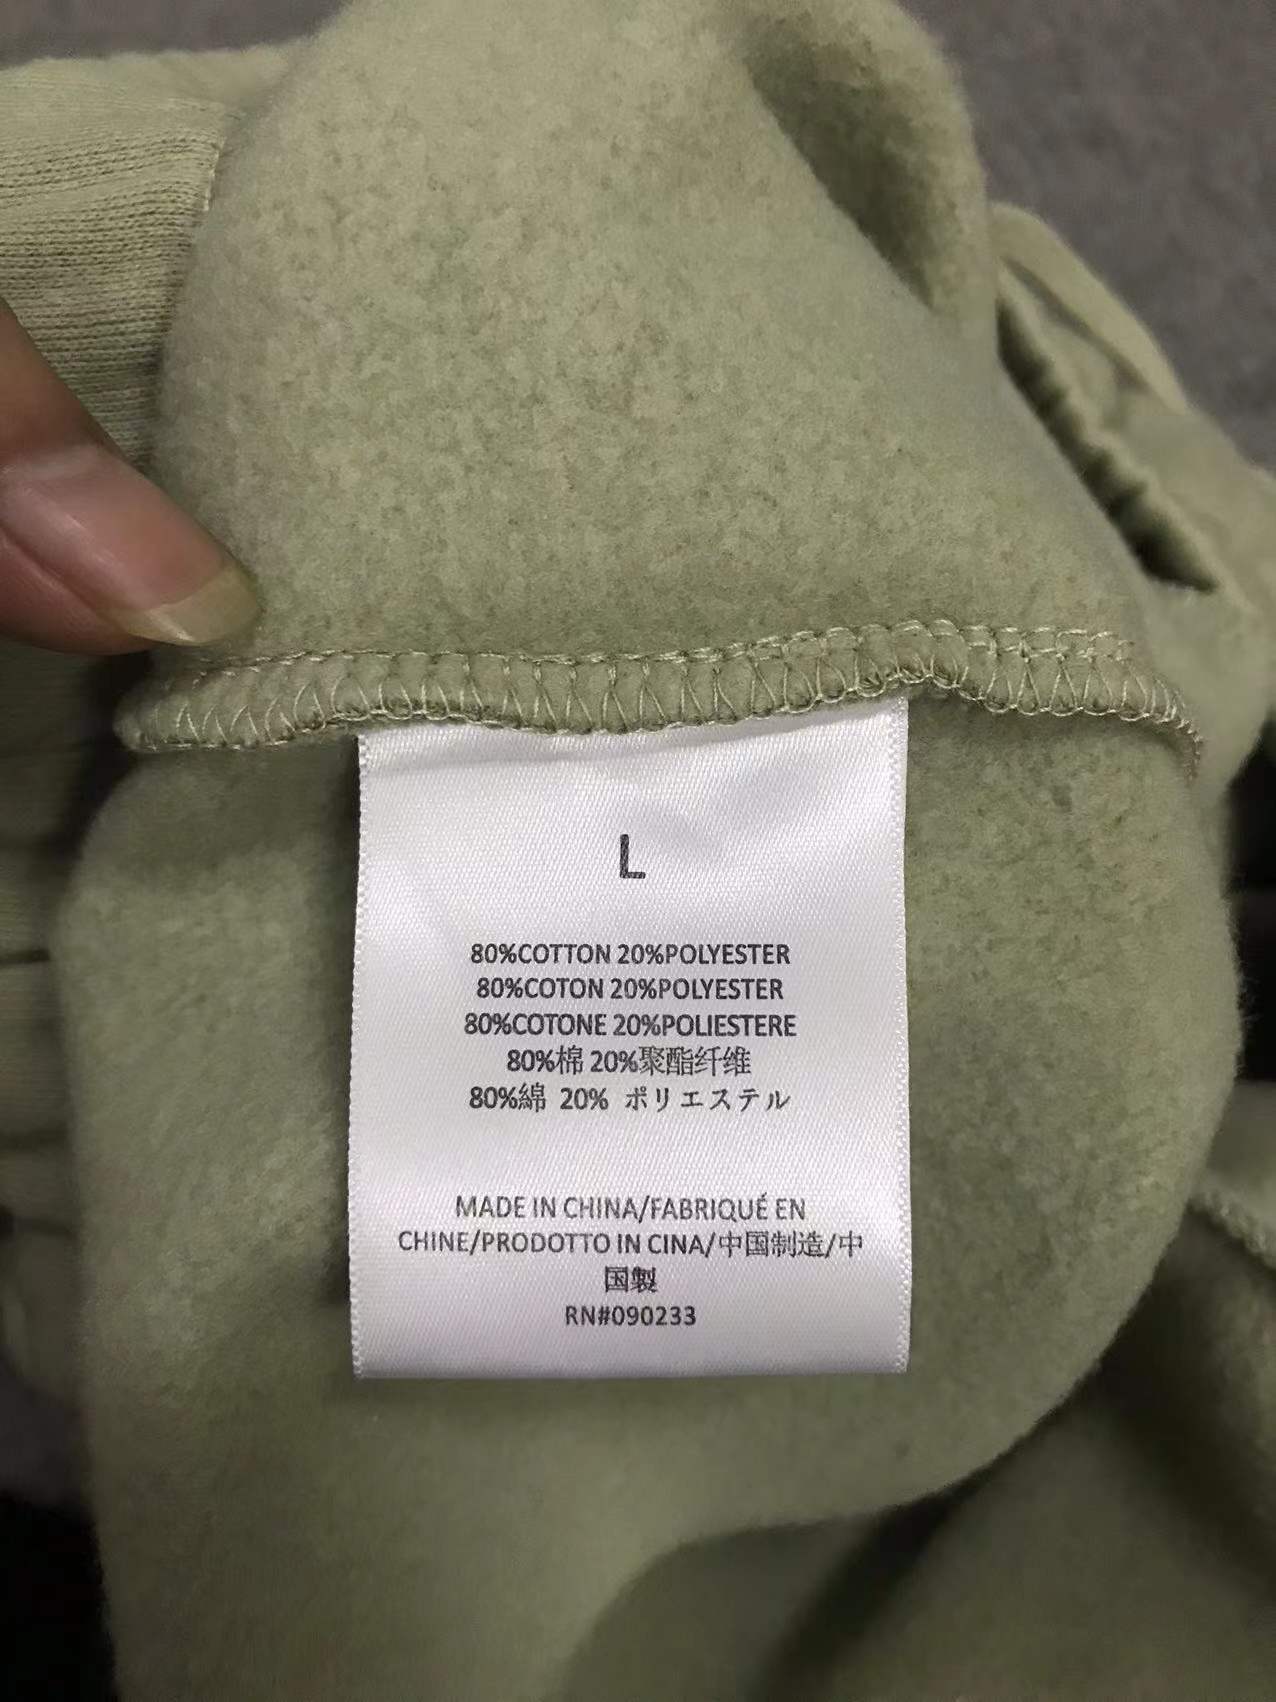 L
80%COTTON 20%POLYESTER
80%COTON 20%POLYESTER
80%COTONE 20%POLIESTERE
80%棉 20%聚酯纤维
80%綿 20% ポリエステル
MADE IN CHINA/FABRIQUÉ EN
CHINE/PRODOTTO IN CINA/中国制造/中
国製
RN#090233